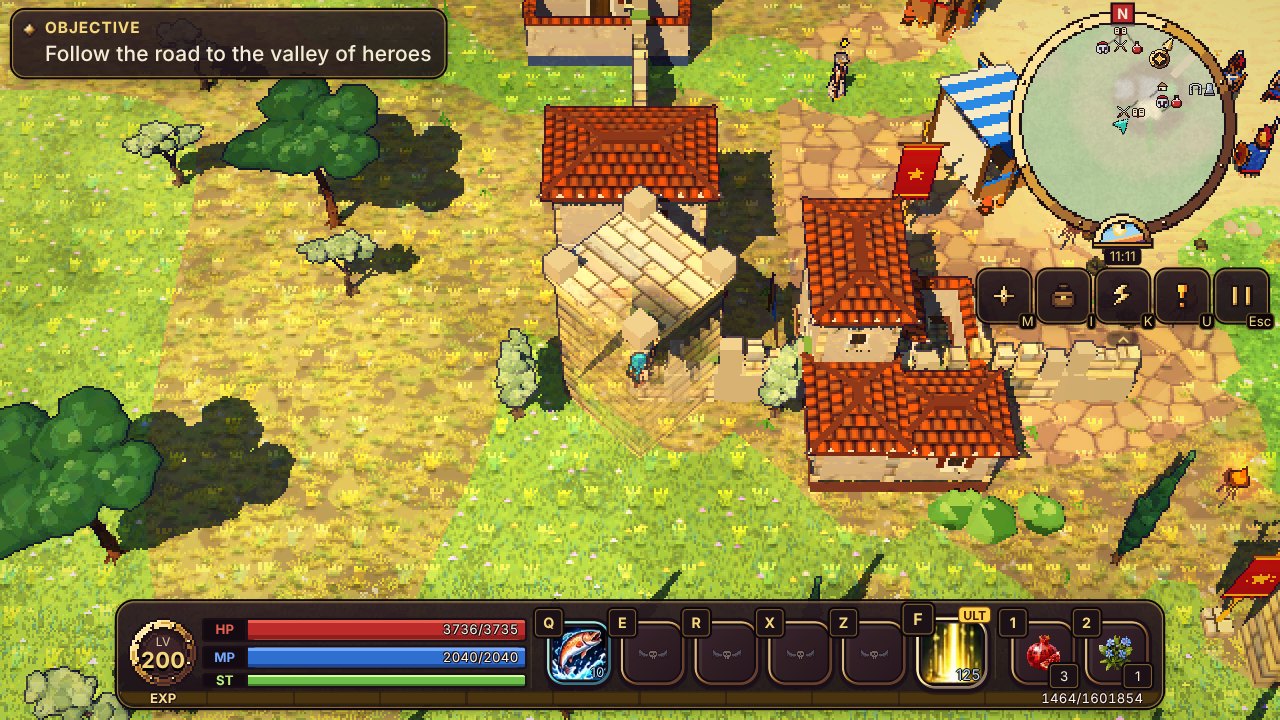 OBJECTIVE
Follow the road to the valley of heroes
N
11:11
M
I
K
U
Esc
LV
200
HP
3736/3735
MP
2040/2040
ST
EXP
1464/1601854
Q
10
E
R
X
Z
F
ULT
125
1
3
2
1